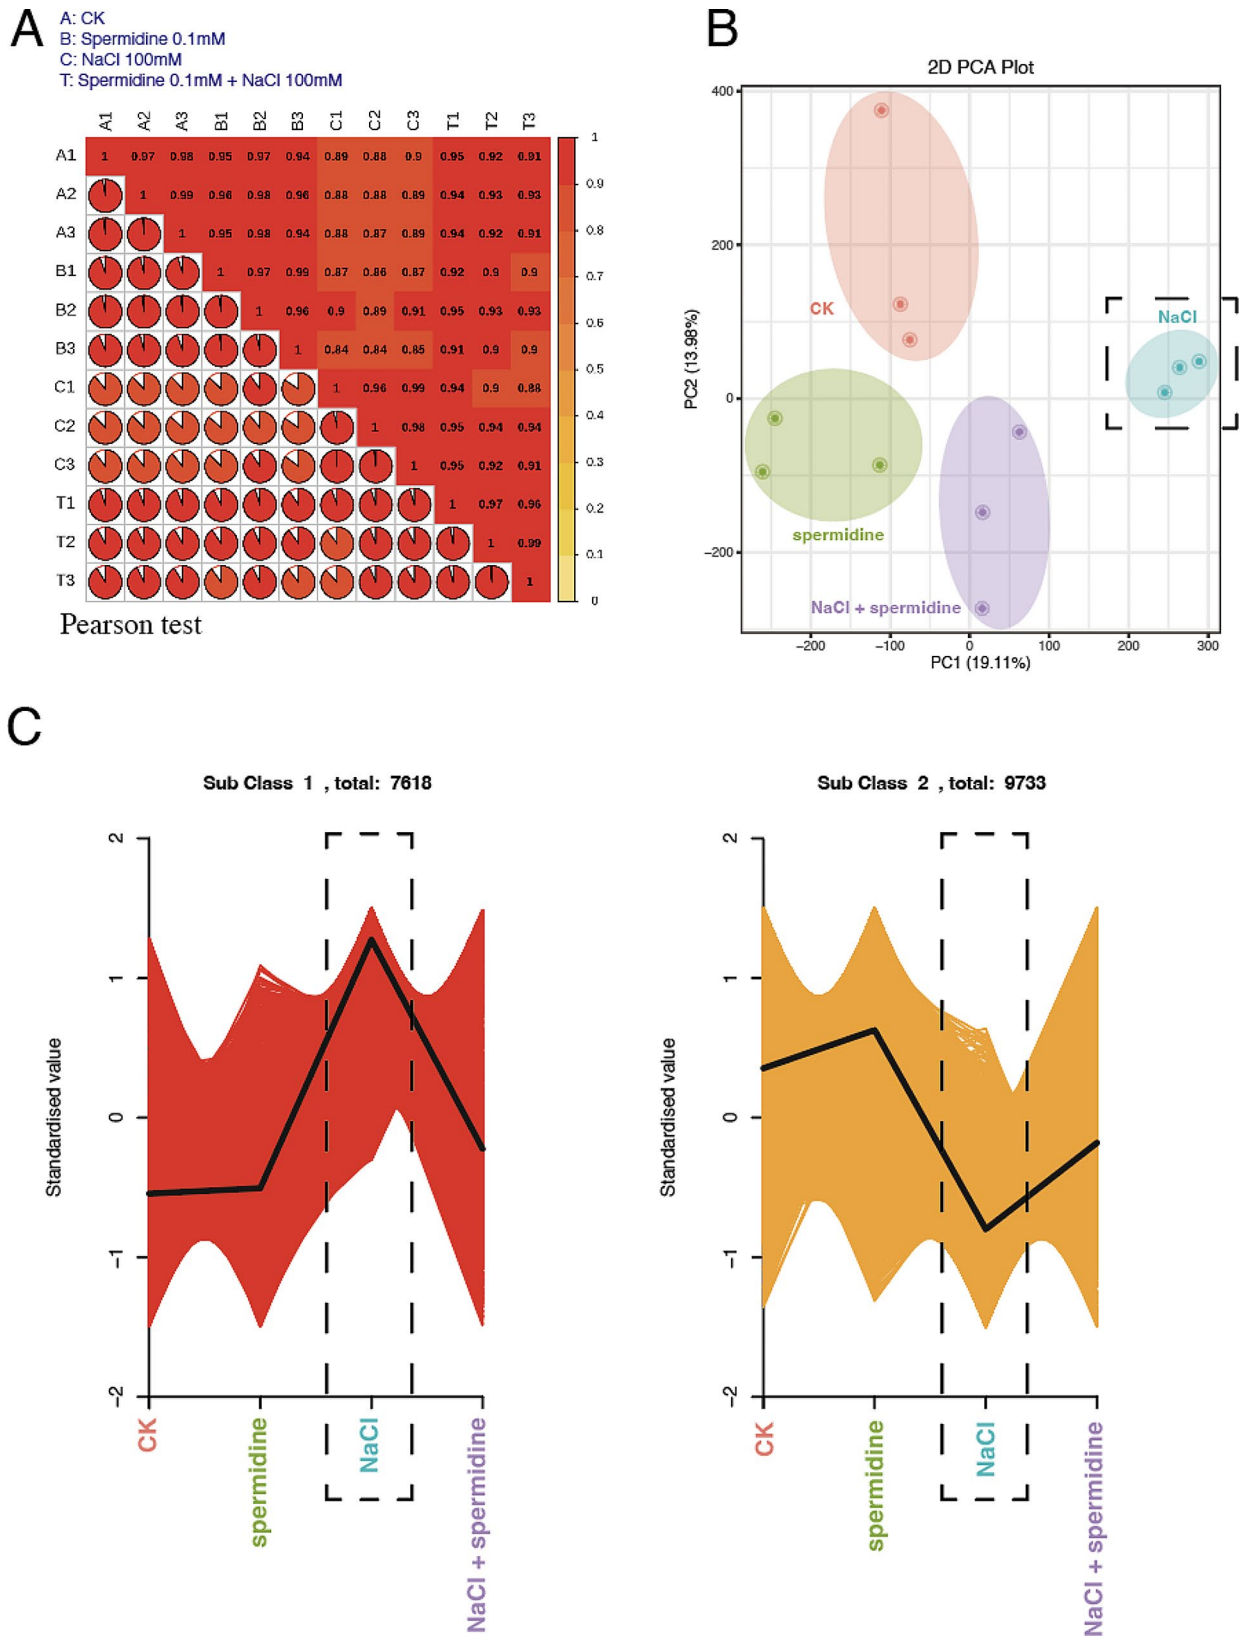 A
A: CK
B: Spermidine 0.1mM
C: NaCl 100mM
T: Spermidine 0.1mM + NaCl 100mM
A1 A2 A3 B1 B2 B3 C1 C2 C3 T1 T2 T3
A1 1 0.97 0.98 0.95 0.97 0.94 0.89 0.88 0.9 0.95 0.92 0.91
A2 1 0.99 0.96 0.98 0.96 0.88 0.88 0.89 0.94 0.93 0.93
A3 1 0.95 0.98 0.94 0.88 0.87 0.89 0.94 0.92 0.91
B1 1 0.97 0.99 0.87 0.86 0.87 0.92 0.9 0.9
B2 1 0.96 0.9 0.89 0.91 0.95 0.93 0.93
B3 1 0.84 0.84 0.85 0.91 0.9 0.9
C1 1 0.96 0.99 0.94 0.9 0.88
C2 1 0.98 0.95 0.94 0.94
C3 1 0.95 0.92 0.91
T1 1 0.97 0.96
T2 1 0.99
T3 1
1
0.9
0.8
0.7
0.6
0.5
0.4
0.3
0.2
0.1
0
Pearson test
B
2D PCA Plot
PC2 (13.98%)
400
200
0
−200
CK
NaCl
spermidine
NaCl + spermidine
−200 −100 0 100 200 300
PC1 (19.11%)
C
Sub Class 1 , total: 7618
Standardised value
2
1
0
−1
−2
CK
spermidine
NaCl
NaCl + spermidine
Sub Class 2 , total: 9733
Standardised value
2
1
0
−1
−2
CK
spermidine
NaCl
NaCl + spermidine